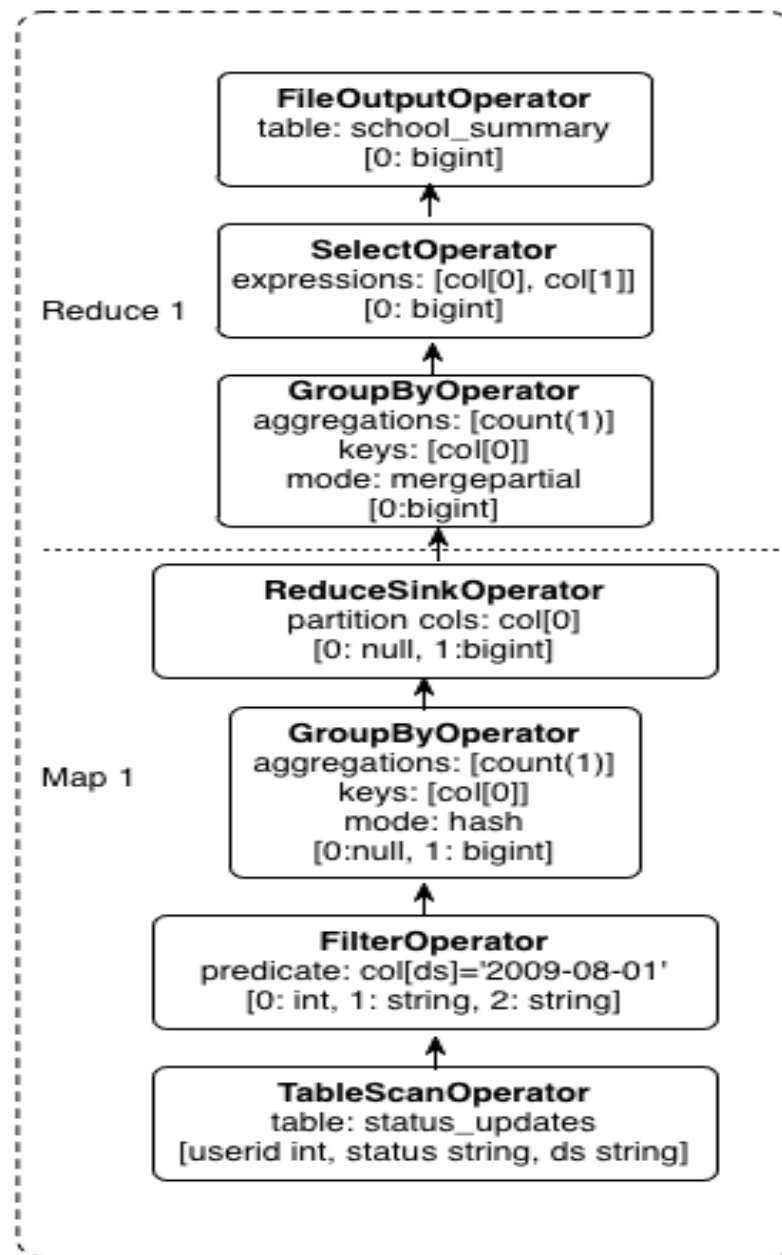 FileOutputOperator
table: school_summary
[0: bigint]
SelectOperator
expressions: [col[0], col[1]]
[0: bigint]
Reduce 1
GroupByOperator
aggregations: [count(1)]
keys: [col[0]]
mode: mergepartial
[0:bigint]
ReduceSinkOperator
partition cols: col[0]
[0: null, 1:bigint]
Map 1
GroupByOperator
aggregations: [count(1)]
keys: [col[0]]
mode: hash
[0:null, 1: bigint]
FilterOperator
predicate: col[ds]='2009-08-01'
[0: int, 1: string, 2: string]
TableScanOperator
table: status_updates
[userid int, status string, ds string]